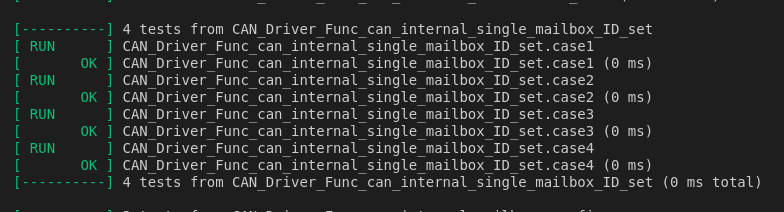 [----------] 4 tests from CAN_Driver_Func_can_internal_single_mailbox_ID_set
[ RUN      ] CAN_Driver_Func_can_internal_single_mailbox_ID_set.case1
[       OK ] CAN_Driver_Func_can_internal_single_mailbox_ID_set.case1 (0 ms)
[ RUN      ] CAN_Driver_Func_can_internal_single_mailbox_ID_set.case2
[       OK ] CAN_Driver_Func_can_internal_single_mailbox_ID_set.case2 (0 ms)
[ RUN      ] CAN_Driver_Func_can_internal_single_mailbox_ID_set.case3
[       OK ] CAN_Driver_Func_can_internal_single_mailbox_ID_set.case3 (0 ms)
[ RUN      ] CAN_Driver_Func_can_internal_single_mailbox_ID_set.case4
[       OK ] CAN_Driver_Func_can_internal_single_mailbox_ID_set.case4 (0 ms)
[----------] 4 tests from CAN_Driver_Func_can_internal_single_mailbox_ID_set (0 ms total)